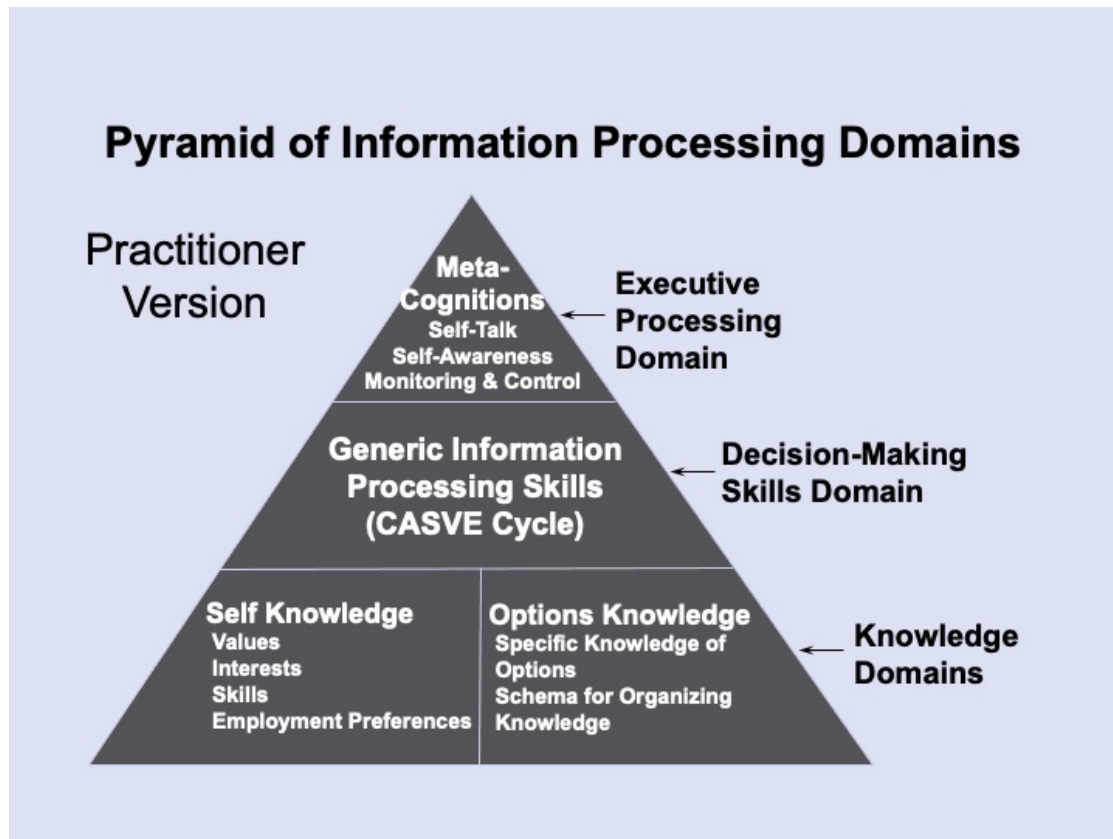 Pyramid of Information Processing Domains
Practitioner
Version
Meta-
Cognitions
Self-Talk
Self-Awareness
Monitoring & Control
Executive
Processing
Domain
Generic Information
Processing Skills
(CASVE Cycle)
Decision-Making
Skills Domain
Self Knowledge
Values
Interests
Skills
Employment Preferences
Options Knowledge
Specific Knowledge of
Options
Schema for Organizing
Knowledge
Knowledge
Domains